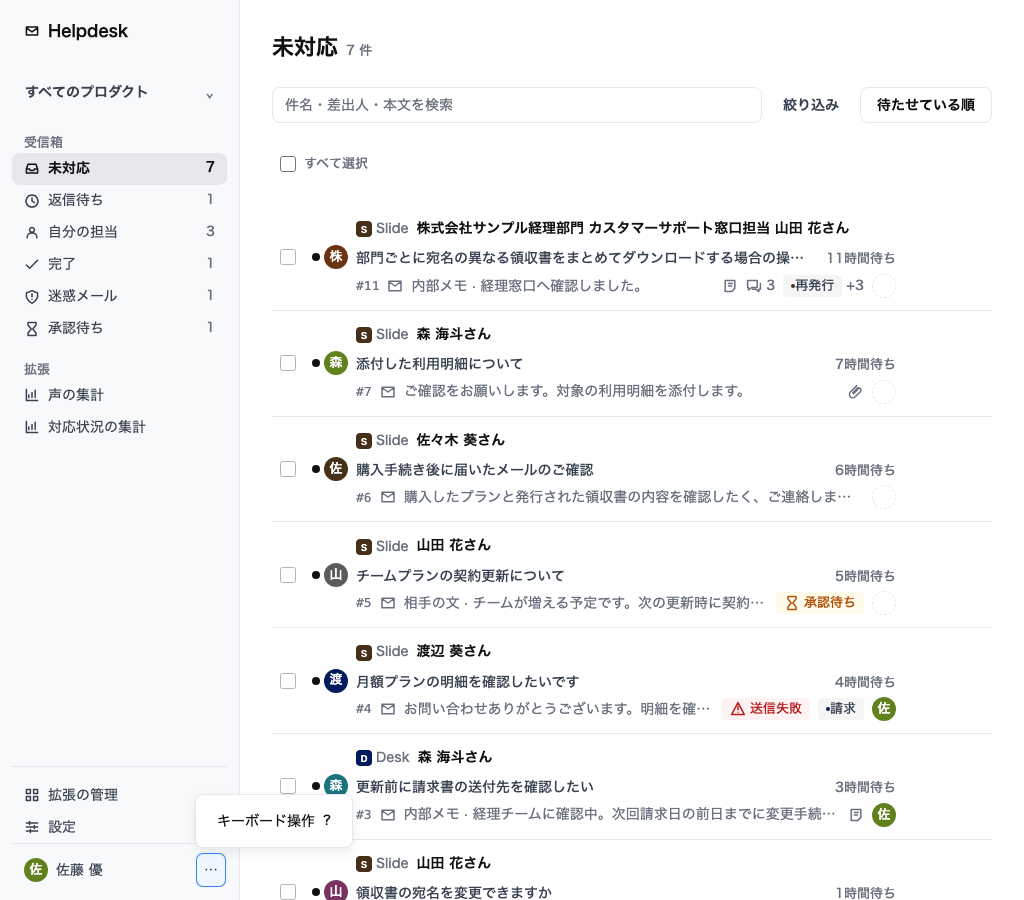 Helpdesk
すべてのプロダクト
受信箱
未対応 7
返信待ち 1
自分の担当 3
完了 1
迷惑メール 1
承認待ち 1
拡張
声の集計
対応状況の集計
拡張の管理
設定
佐 佐藤 優 …
キーボード操作 ?
未対応 7 件
件名・差出人・本文を検索 絞り込み 待たせている順
すべて選択
S Slide 株式会社サンプル経理部門 カスタマーサポート窓口担当 山田 花さん
株 部門ごとに宛名の異なる領収書をまとめてダウンロードする場合の操… 11時間待ち
#11 内部メモ · 経理窓口へ確認しました。 3 •再発行 +3
S Slide 森 海斗さん
森 添付した利用明細について 7時間待ち
#7 ご確認をお願いします。対象の利用明細を添付します。
S Slide 佐々木 葵さん
佐 購入手続き後に届いたメールのご確認 6時間待ち
#6 購入したプランと発行された領収書の内容を確認したく、ご連絡しま…
S Slide 山田 花さん
山 チームプランの契約更新について 5時間待ち
#5 相手の文 · チームが増える予定です。次の更新時に契約… 承認待ち
S Slide 渡辺 葵さん
渡 月額プランの明細を確認したいです 4時間待ち
#4 お問い合わせありがとうございます。明細を確… 送信失敗 •請求 佐
D Desk 森 海斗さん
森 更新前に請求書の送付先を確認したい 3時間待ち
#3 内部メモ · 経理チームに確認中。次回請求日の前日までに変更手続… 佐
S Slide 山田 花さん
山 領収書の宛名を変更できますか 1時間待ち